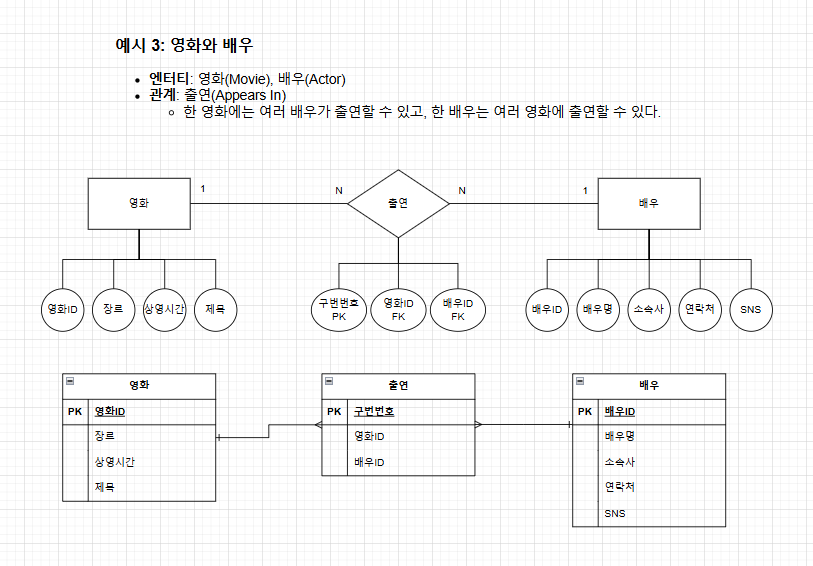 예시 3: 영화와 배우
엔터티: 영화(Movie), 배우(Actor)
관계: 출연(Appears In)
한 영화에는 여러 배우가 출연할 수 있고, 한 배우는 여러 영화에 출연할 수 있다.
영화 1 N 출연 N 1 배우
영화ID 장르 상영시간 제목
구번번호 PK
영화ID FK
배우ID FK
배우ID 배우명 소속사 연락처 SNS
영화
PK 영화ID
장르
상영시간
제목
출연
PK 구번번호
영화ID
배우ID
배우
PK 배우ID
배우명
소속사
연락처
SNS